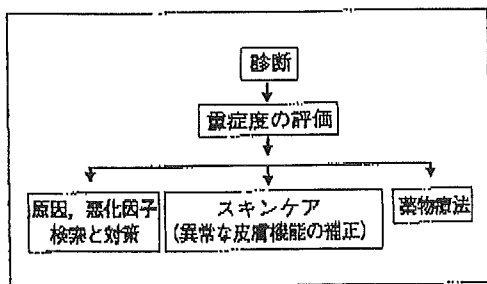 診断
重症度の評価
原因，悪化因子
検索と対策
スキンケア
(異常な皮膚機能の補正)
薬物療法